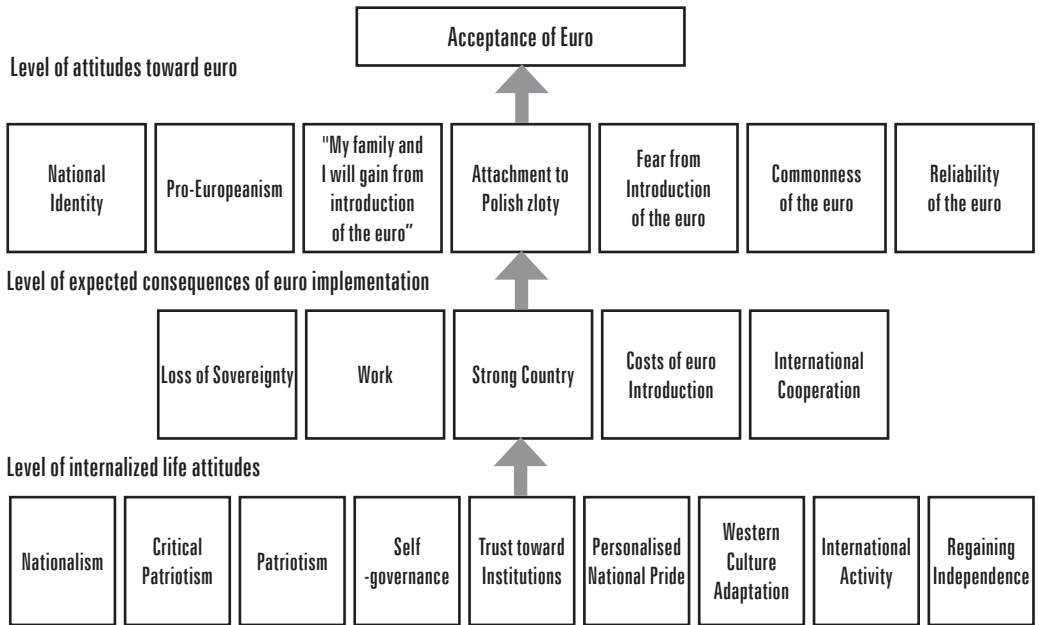 Acceptance of Euro
Level of attitudes toward euro
National
Identity
Pro-Europeanism
"My family and
I will gain from
introduction
of the euro”
Attachment to
Polish zloty
Fear from
Introduction
of the euro
Commonness
of the euro
Reliability
of the euro
Level of expected consequences of euro implementation
Loss of Sovereignty
Work
Strong Country
Costs of euro
Introduction
International
Cooperation
Level of internalized life attitudes
Nationalism
Critical
Patriotism
Patriotism
Self
-governance
Trust toward
Institutions
Personalised
National Pride
Western
Culture
Adaptation
International
Activity
Regaining
Independence